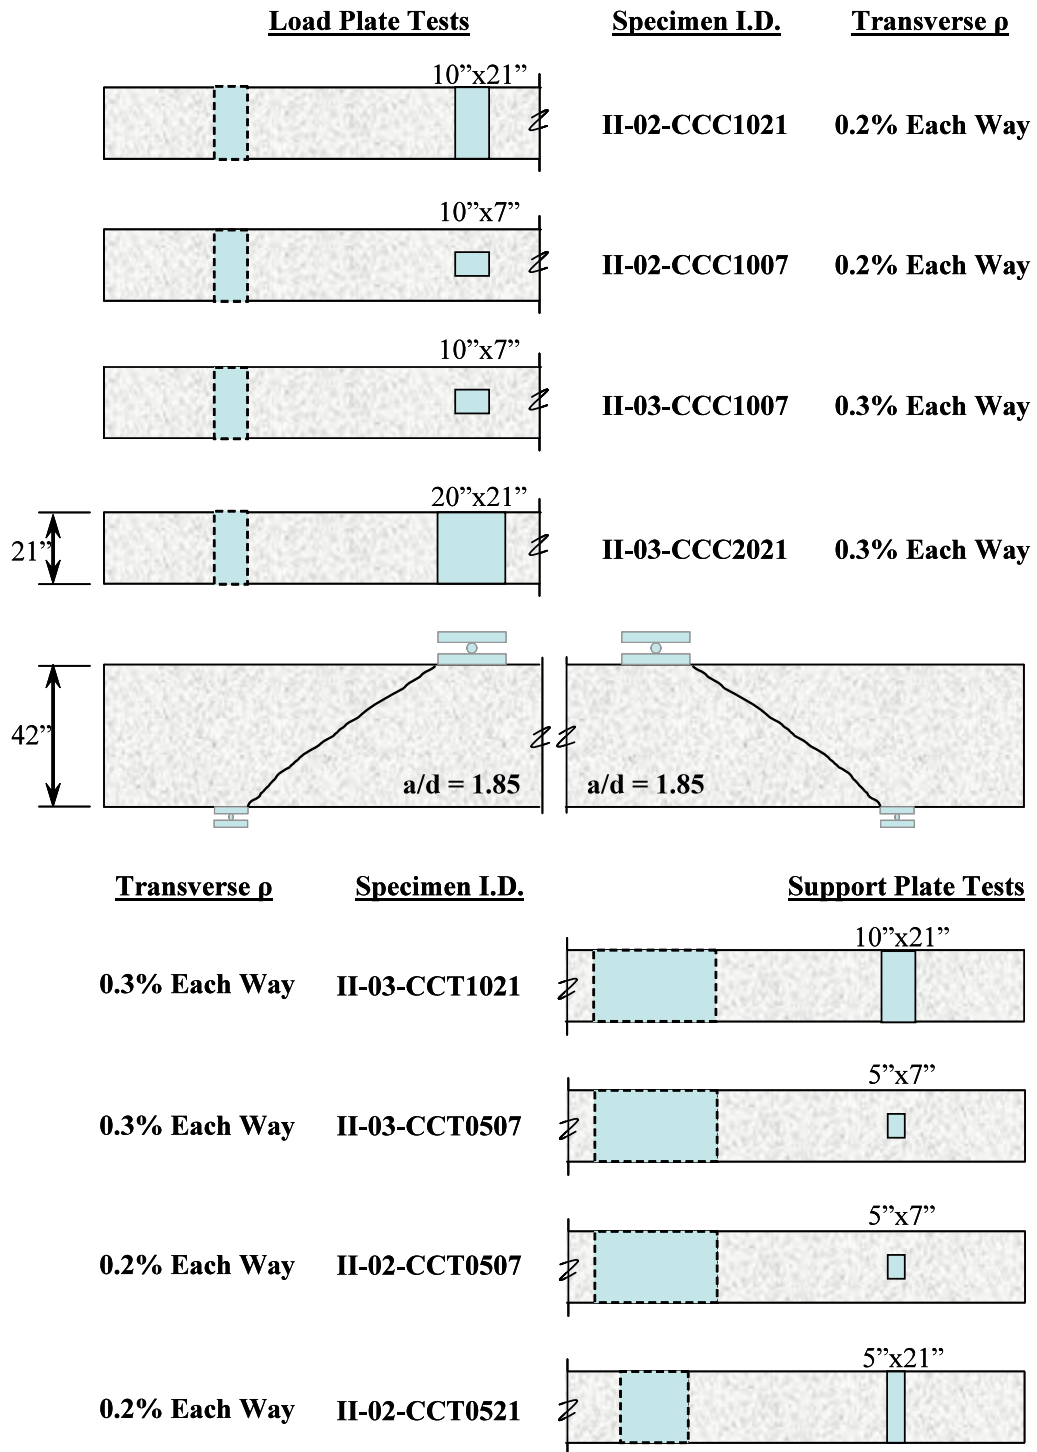 Load Plate Tests Specimen I.D. Transverse ρ
10”x21”
II-02-CCC1021 0.2% Each Way
10”x7”
II-02-CCC1007 0.2% Each Way
10”x7”
II-03-CCC1007 0.3% Each Way
20”x21”
21”
II-03-CCC2021 0.3% Each Way
42”
a/d = 1.85 a/d = 1.85
Transverse ρ Specimen I.D. Support Plate Tests
10”x21”
0.3% Each Way II-03-CCT1021
5”x7”
0.3% Each Way II-03-CCT0507
5”x7”
0.2% Each Way II-02-CCT0507
5”x21”
0.2% Each Way II-02-CCT0521